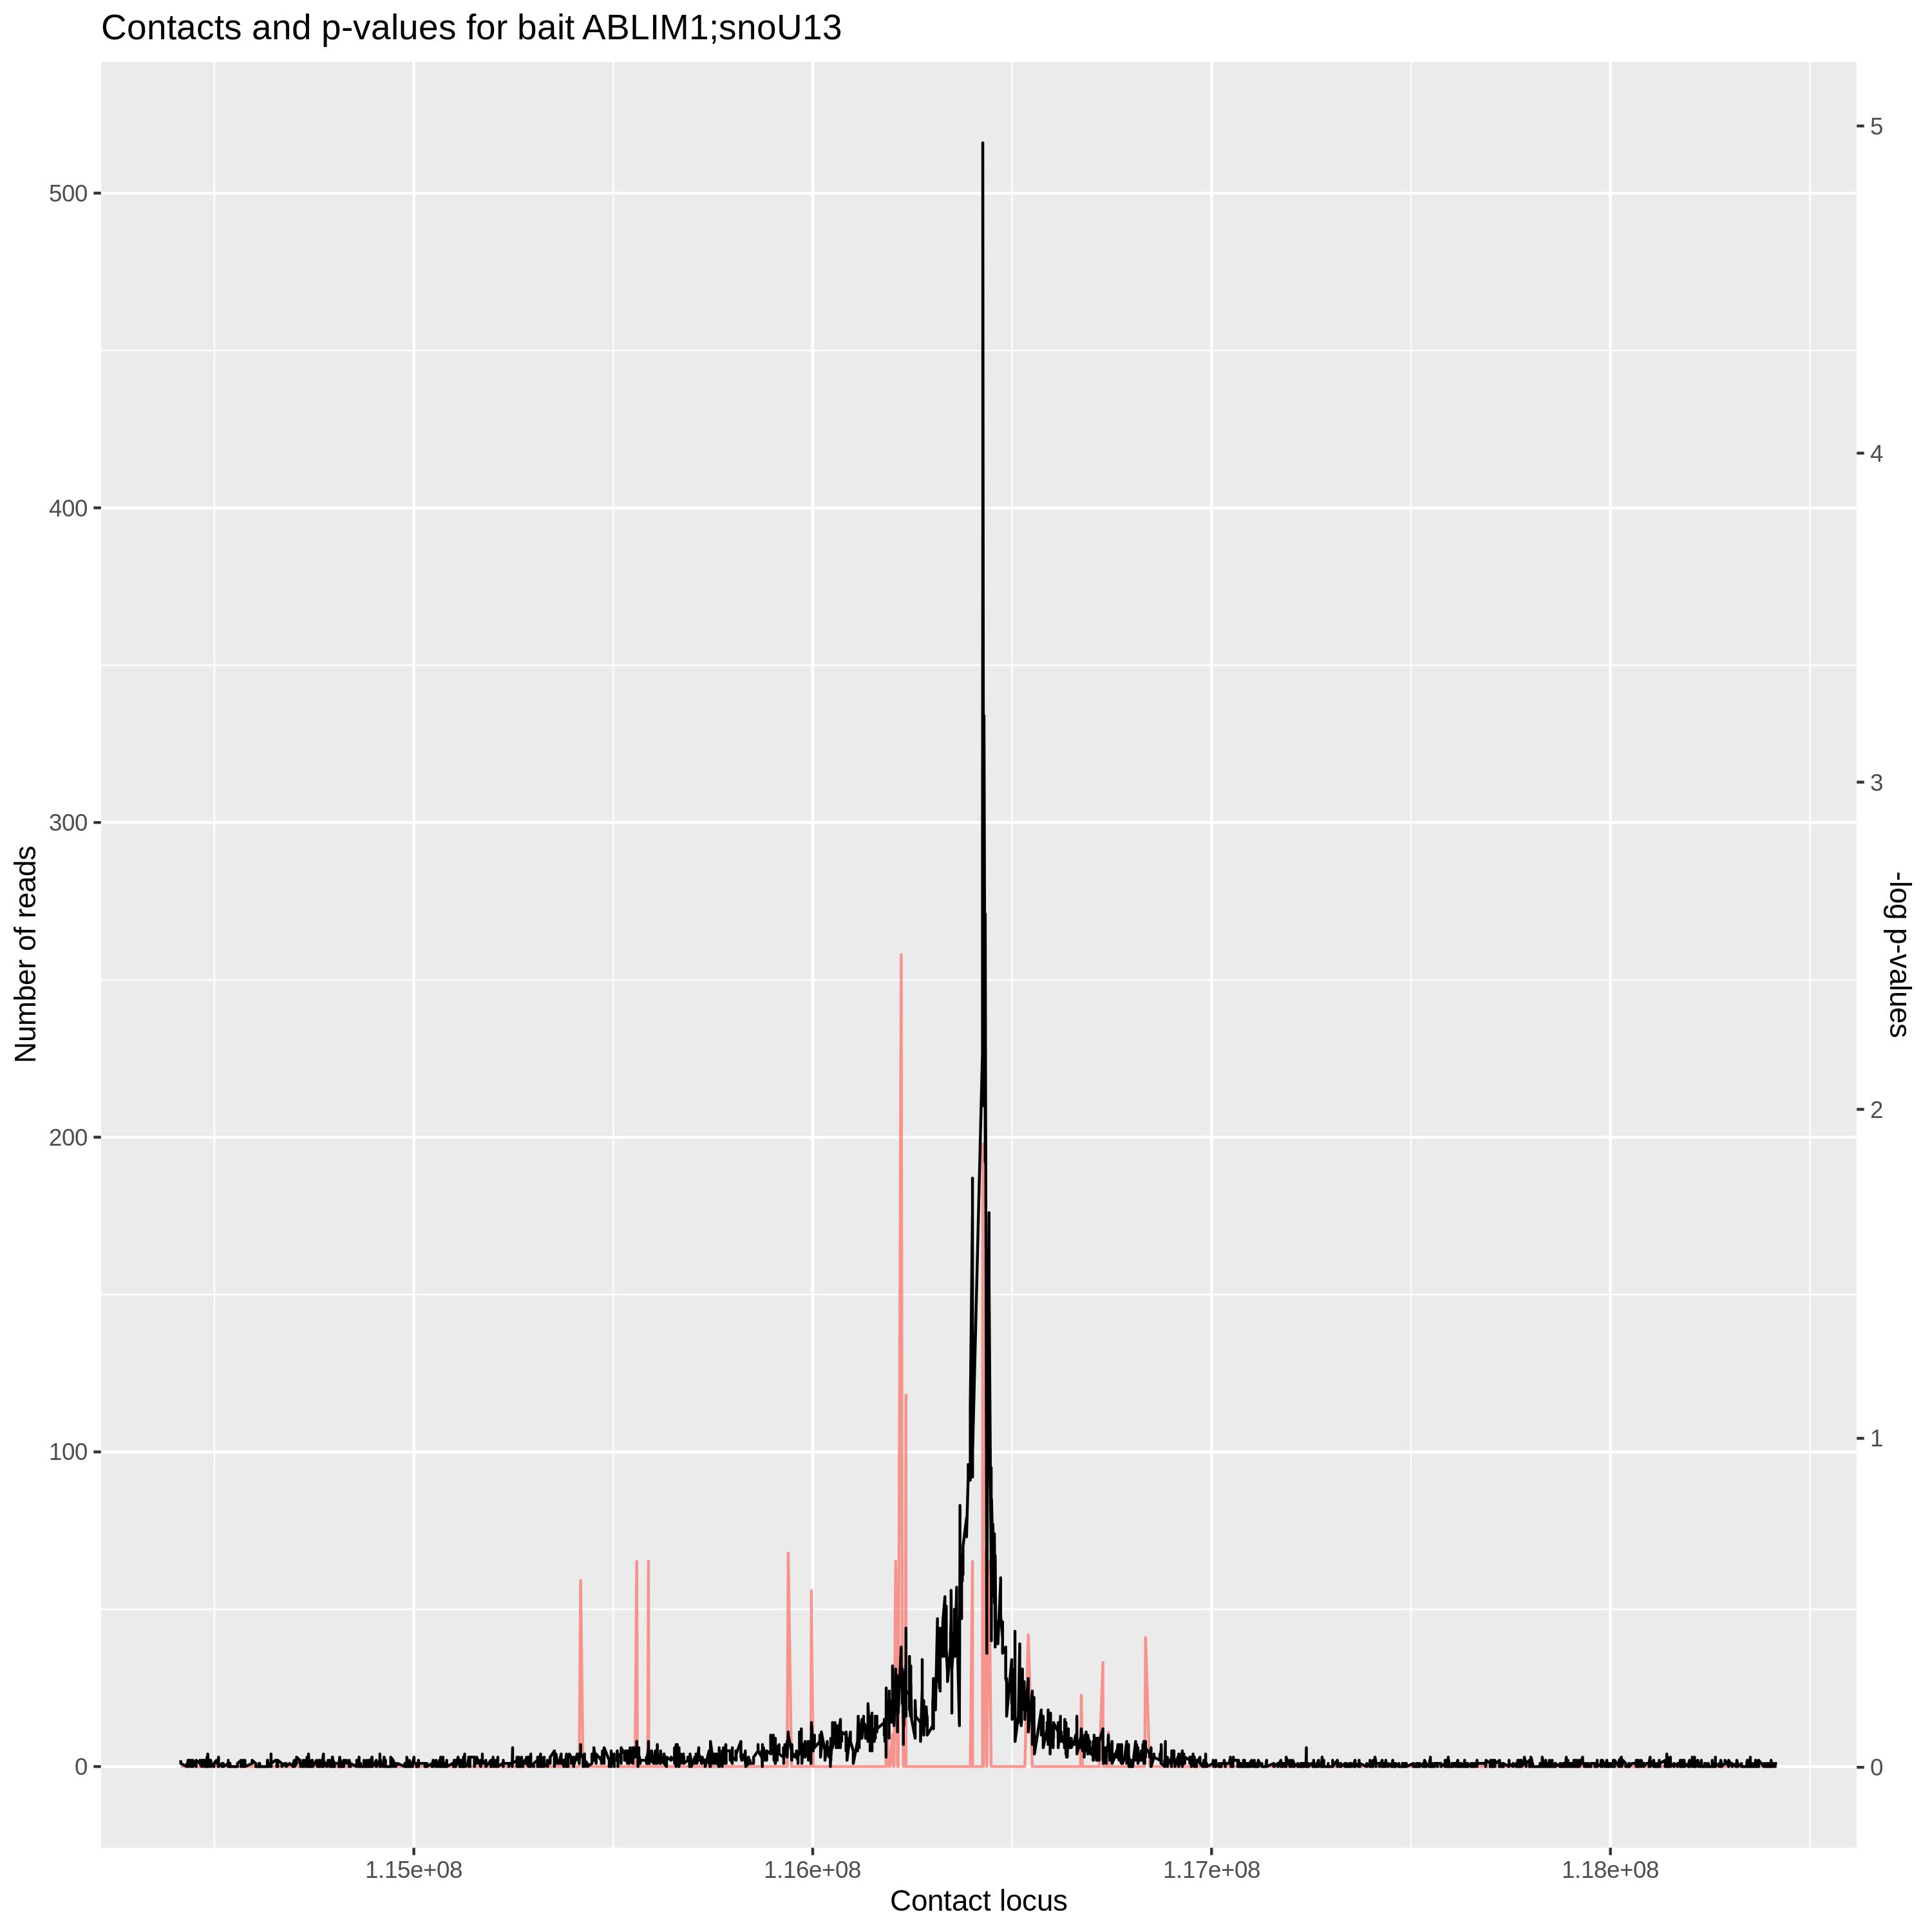 Contacts and p-values for bait ABLIM1;snoU13
Number of reads
500
400
300
200
100
0
5
4
3
2
1
0
-log p-values
1.15e+08
1.16e+08
1.17e+08
1.18e+08
Contact locus